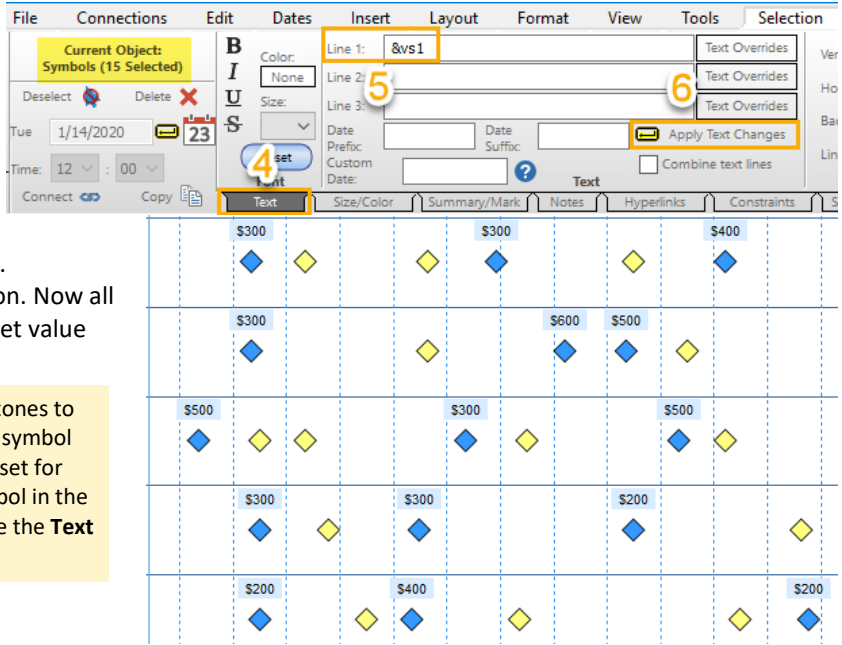 File Connections Edit Dates Insert Layout Format View Tools Selection
Current Object:
Symbols (15 Selected)
Deselect Delete
Tue 1/14/2020 23
Time: 12 : 00
Connect Copy
B
I
U
S
Color:
None
Size:
4
Font
Line 1: &vs1 Text Overrides
Line 2: Text Overrides
Line 3: Text Overrides
5
6
Date
Prefix:
Date
Suffix:
Apply Text Changes
Custom
Date:
?
Combine text lines
Text
Text Size/Color Summary/Mark Notes Hyperlinks Constraints S
Ver
Ho
Ba
Lin
.
on. Now all
et value
tones to
symbol
set for
bol in the
e the Text
$300 $300 $400
$300 $600 $500
$500 $300 $500
$300 $300 $200
$200 $400 $200